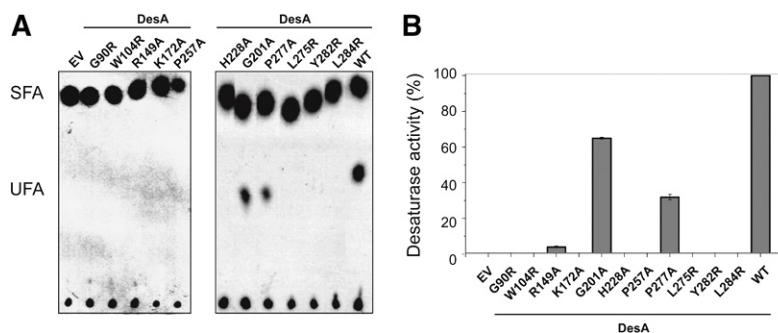 A
DesA
DesA
EV G90R W104R R149A K172A P257A
H228A G201A P277A L275R Y282R L284R WT
SFA
UFA
B
Desaturase activity (%)
100
80
60
40
20
0
EV G90R W104R R149A K172A G201A H228A P257A P277A L275R Y282R L284R WT
DesA